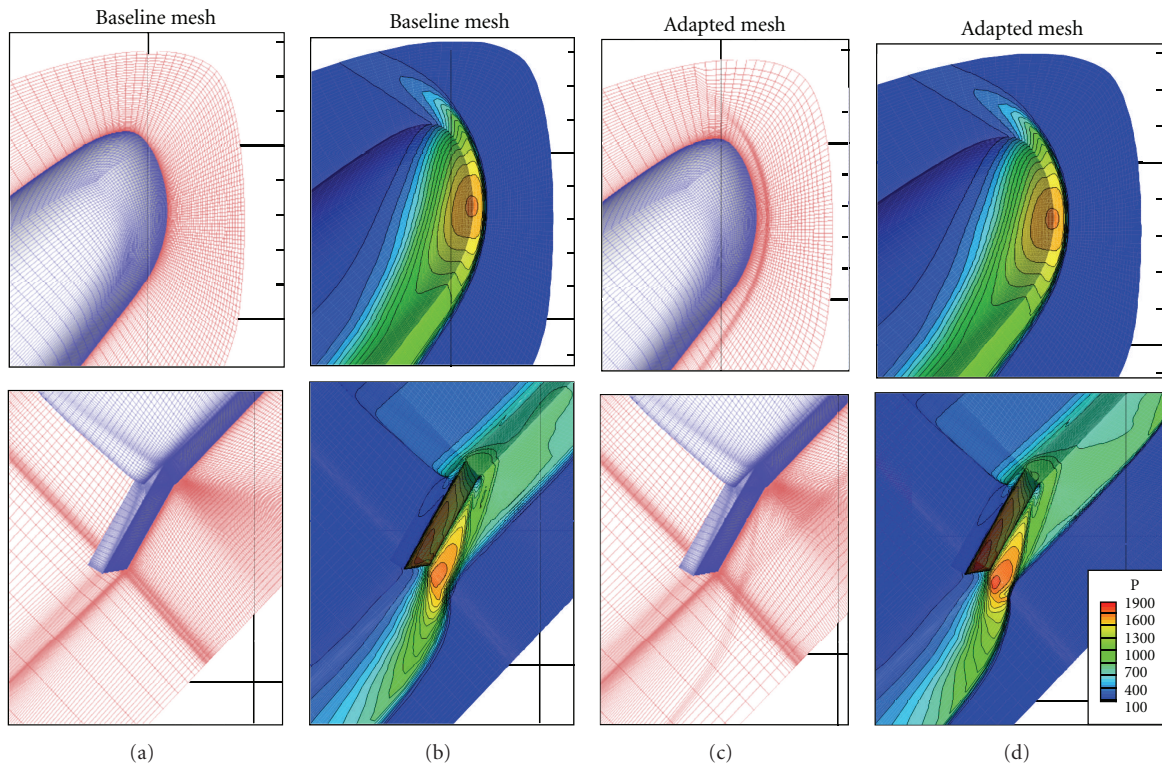 Baseline mesh
Baseline mesh
Adapted mesh
Adapted mesh
P
1900
1600
1300
1000
700
400
100
(a)
(b)
(c)
(d)